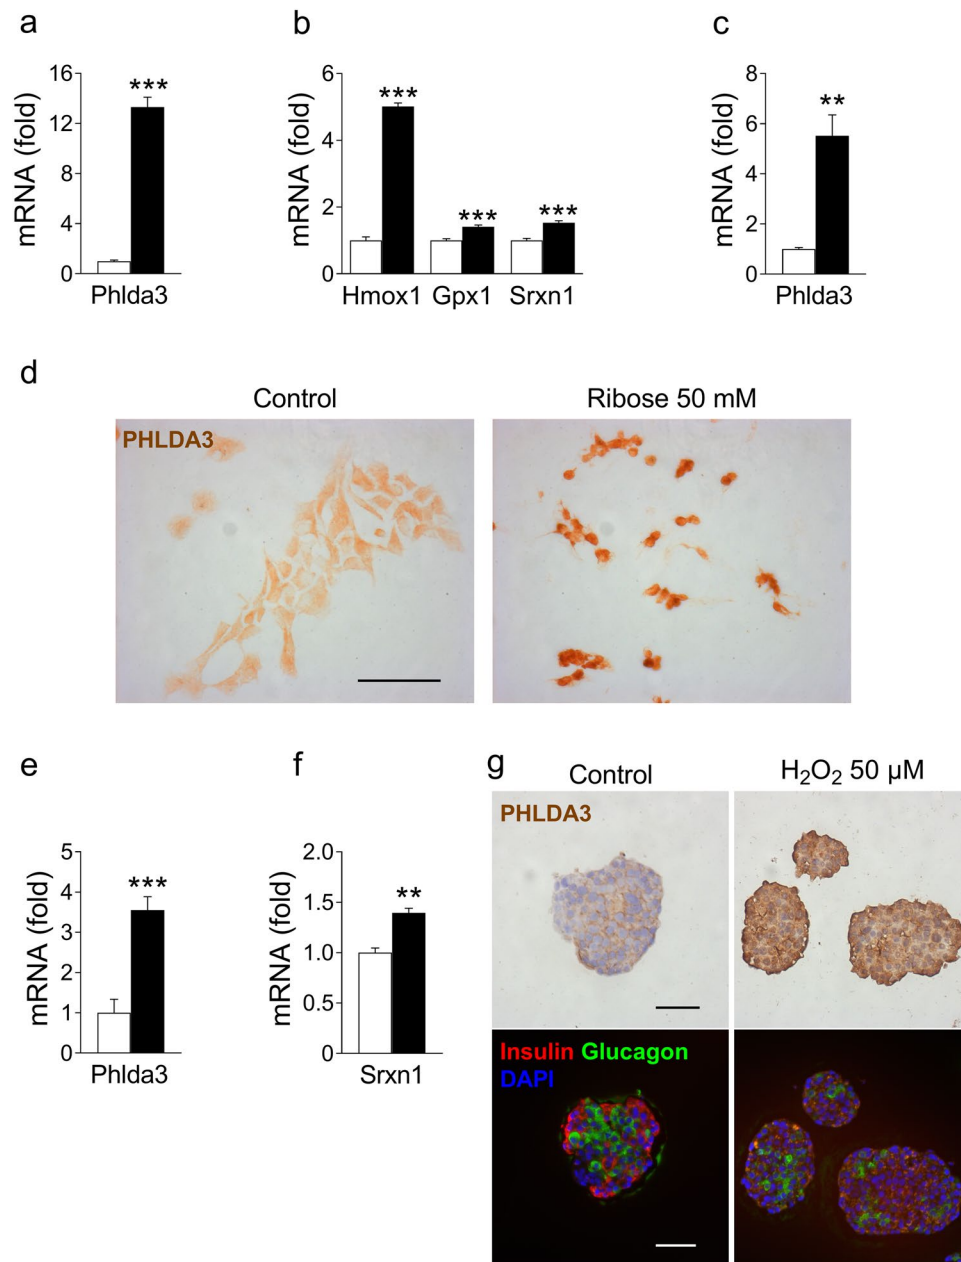 a
b
c
16
12
8
4
0
mRNA (fold)
***
Phlda3
6
4
2
0
mRNA (fold)
***
***
***
Hmox1 Gpx1 Srxn1
8
6
4
2
0
mRNA (fold)
**
Phlda3
d
Control
Ribose 50 mM
PHLDA3
e
f
g
5
4
3
2
1
0
mRNA (fold)
***
Phlda3
2.0
1.5
1.0
0.5
0
mRNA (fold)
**
Srxn1
Control
H₂O₂ 50 µM
PHLDA3
Insulin Glucagon
DAPI